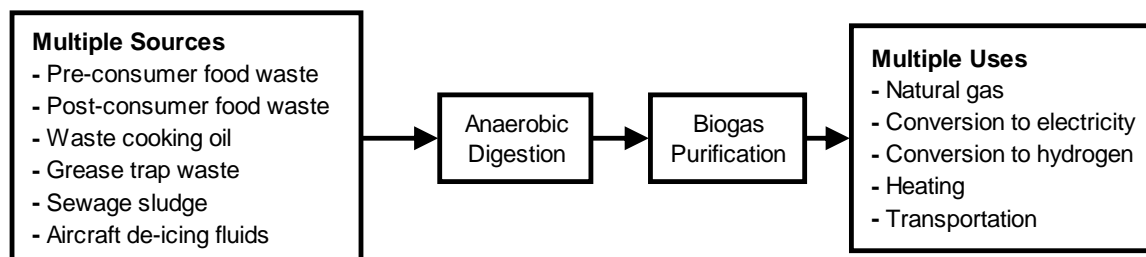 Multiple Sources
- Pre-consumer food waste
- Post-consumer food waste
- Waste cooking oil
- Grease trap waste
- Sewage sludge
- Aircraft de-icing fluids
Anaerobic
Digestion
Biogas
Purification
Multiple Uses
- Natural gas
- Conversion to electricity
- Conversion to hydrogen
- Heating
- Transportation